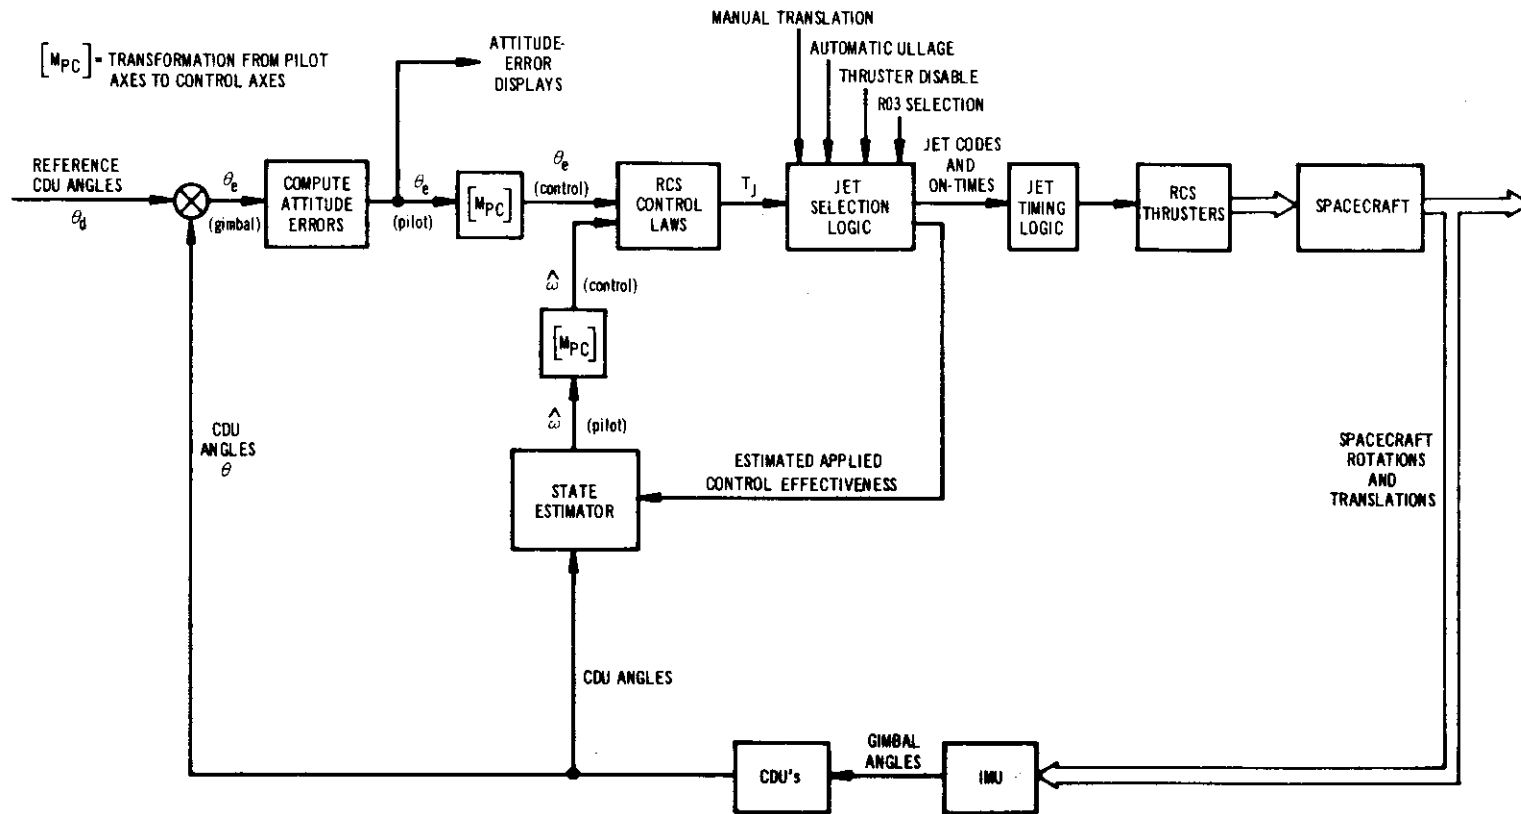 MANUAL TRANSLATION
AUTOMATIC ULLAGE
THRUSTER DISABLE
R03 SELECTION
[MPC] = TRANSFORMATION FROM PILOT
AXES TO CONTROL AXES
ATTITUDE-
ERROR
DISPLAYS
REFERENCE
CDU ANGLES
θd
θe
(gimbal)
COMPUTE
ATTITUDE
ERRORS
θe
(pilot)
[MPC]
θe
(control)
RCS
CONTROL
LAWS
TJ
JET
SELECTION
LOGIC
JET CODES
AND
ON-TIMES
JET
TIMING
LOGIC
RCS
THRUSTERS
SPACECRAFT
ω̂ (control)
[MPC]
ω̂ (pilot)
CDU
ANGLES
θ
STATE
ESTIMATOR
ESTIMATED APPLIED
CONTROL EFFECTIVENESS
SPACECRAFT
ROTATIONS
AND
TRANSLATIONS
CDU ANGLES
CDU's
GIMBAL
ANGLES
IMU